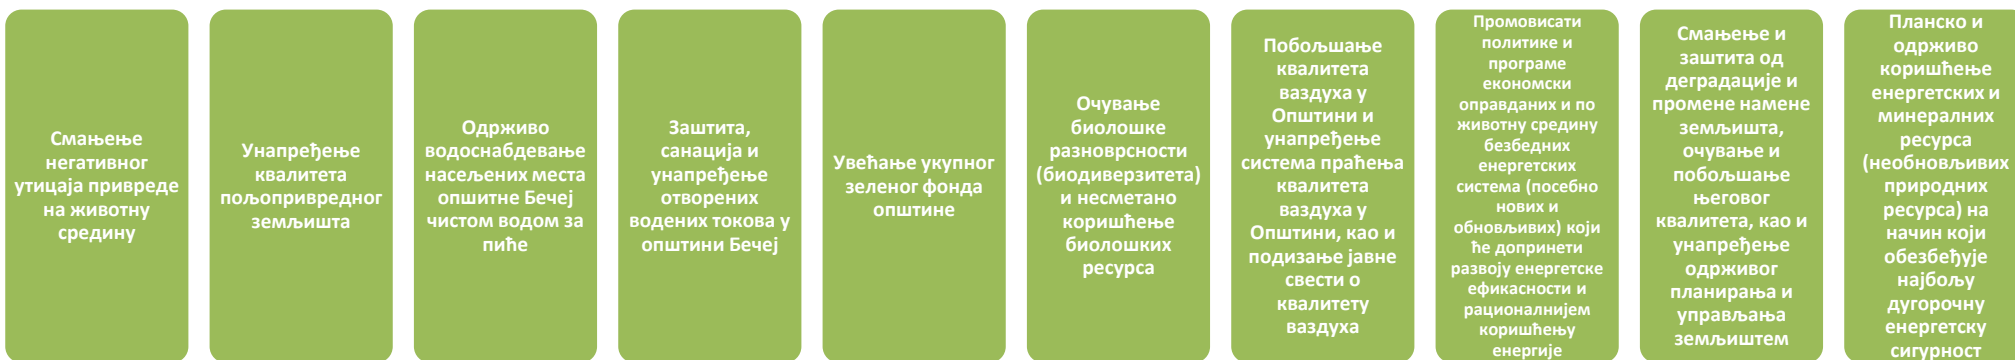 Смањење
негативног
утицаја привреде
на животну
средину
Унапређење
квалитета
пољопривредног
земљишта
Одрживо
водоснабдевање
насељених места
опшитне Бечеј
чистом водом за
пиће
Заштита,
санација и
унапређење
отворених
водених токова у
општини Бечеј
Увећање укупног
зеленог фонда
општине
Очување
биолошке
разноврсности
(биодиверзитета)
и несметано
коришћење
биолошких
ресурса
Побољшање
квалитета
ваздуха у
Општини и
унапређење
система праћења
квалитета
ваздуха у
Општини, као и
подизање јавне
свести о
квалитету
ваздуха
Промовисати
политике и
програме
економски
оправданих и по
животну средину
безбедних
енергетских
система (посебно
нових и
обновљивих) који
ће допринети
развоју енергетске
ефикасности и
рационалнијем
коришћењу
енергије
Смањење и
заштита од
деградације и
промене намене
земљишта,
очување и
побољшање
његовог
квалитета, као и
унапређење
одрживог
планирања и
управљања
земљиштем
Планско и
одрживо
коришћење
енергетских и
минералних
ресурса
(необновљивих
природних
ресурса) на
начин који
обезбеђује
најбољу
дугорочну
енергетску
сигурност